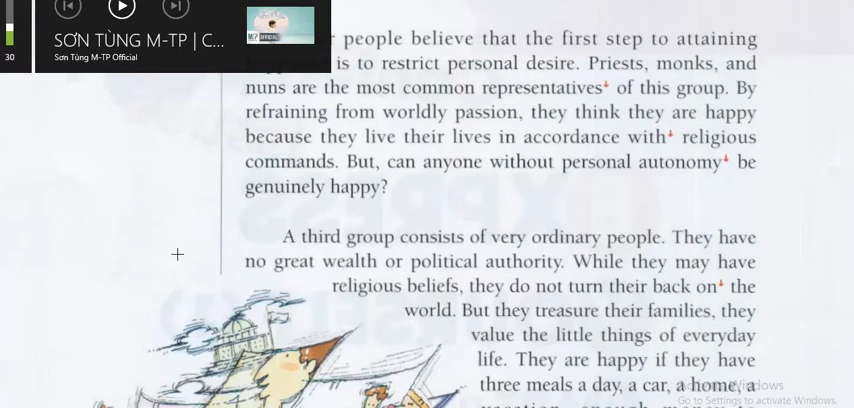 SƠN TÙNG M-TP | C...
Sơn Tùng M-TP Official
30
people believe that the first step to attaining
is to restrict personal desire. Priests, monks, and
nuns are the most common representatives of this group. By
refraining from worldly passion, they think they are happy
because they live their lives in accordance with religious
commands. But, can anyone without personal autonomy be
genuinely happy?
A third group consists of very ordinary people. They have
no great wealth or political authority. While they may have
religious beliefs, they do not turn their back on the
world. But they treasure their families, they
value the little things of everyday
life. They are happy if they have
three meals a day, a car, a home, a
Activate Windows
Go to Settings to activate Windows.